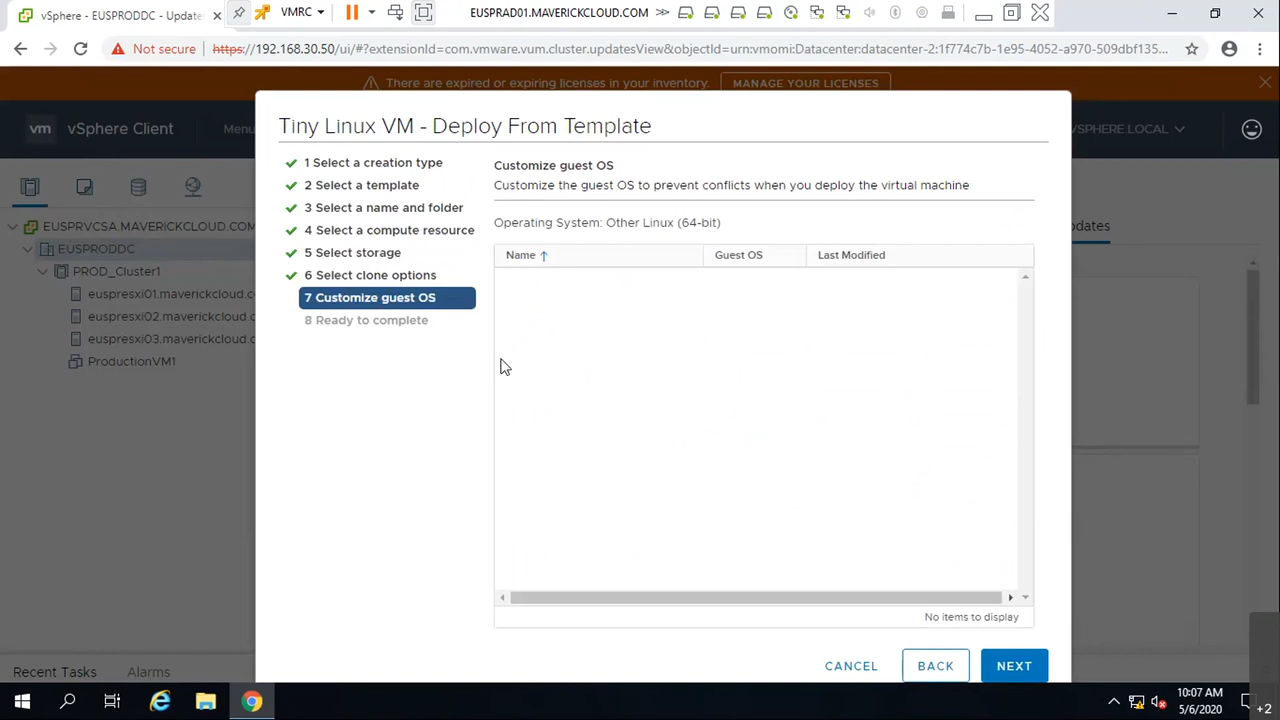 vSphere - EUSPRODDC - Update
VMRC
EUSPRAD01.MAVERICKCLOUD.COM
Not secure
https://192.168.30.50/ui/#?extensionId=com.vmware.vum.cluster.updatesView&objectId=urn:vmomi:Datacenter:datacenter-2:1f774c7b-1e95-4052-a970-509dbf135...
There are expired or expiring licenses in your inventory.
MANAGE YOUR LICENSES
vm
vSphere Client
Menu
VSPHERE.LOCAL
EUSPRVCSA.MAVERICKCLOUD.COM
EUSPRODDC
PROD_Cluster1
euspresxi01.maverickcloud.c
euspresxi02.maverickcloud.c
euspresxi03.maverickcloud.c
ProductionVM1
dates
Tiny Linux VM - Deploy From Template
1 Select a creation type
2 Select a template
3 Select a name and folder
4 Select a compute resource
5 Select storage
6 Select clone options
7 Customize guest OS
8 Ready to complete
Customize guest OS
Customize the guest OS to prevent conflicts when you deploy the virtual machine
Operating System: Other Linux (64-bit)
Name
Guest OS
Last Modified
No items to display
CANCEL
BACK
NEXT
Recent Tasks
Alarms
10:07 AM
5/6/2020
+2